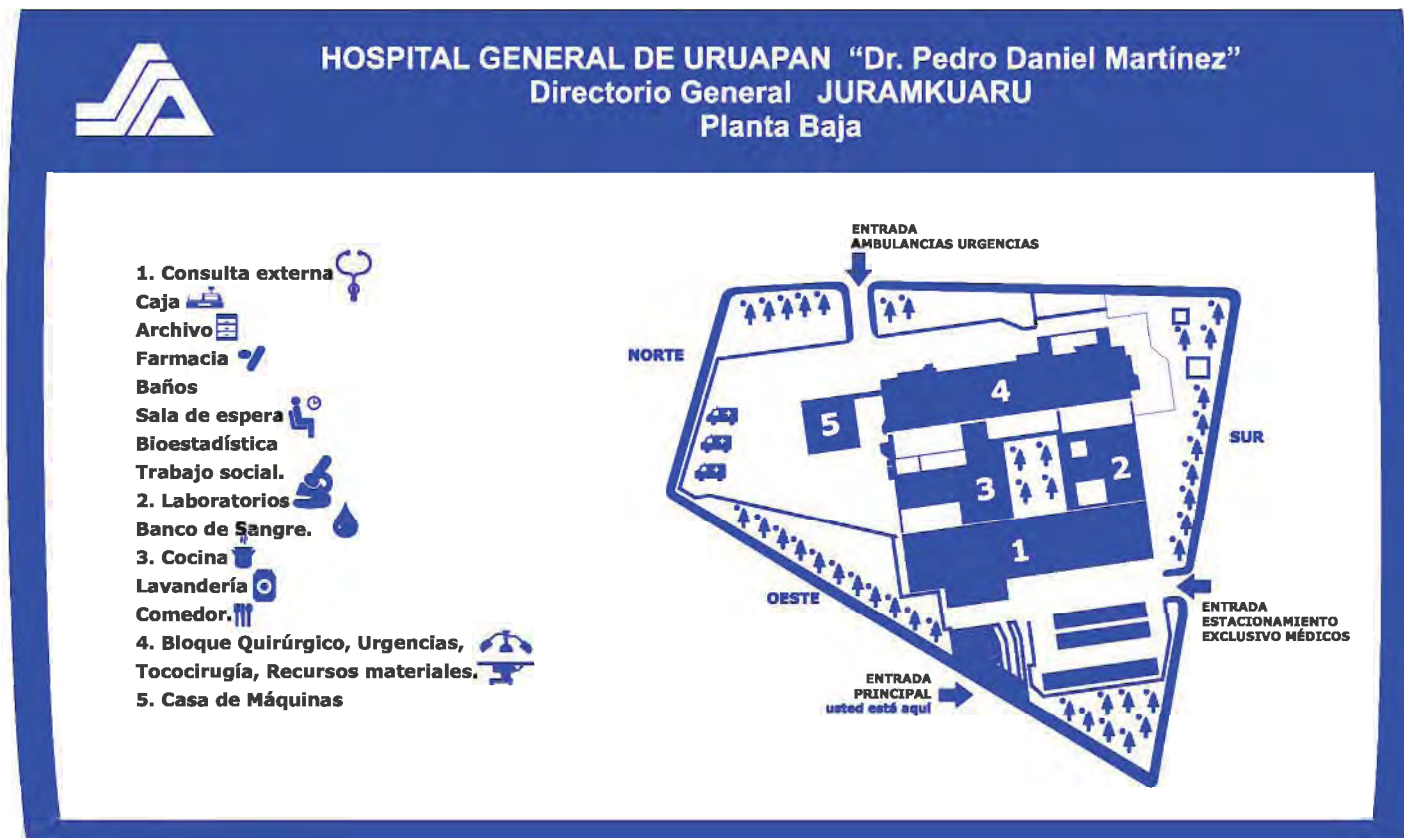 HOSPITAL GENERAL DE URUAPAN “Dr. Pedro Daniel Martínez”
Directorio General JURAMKUARU
Planta Baja
1. Consulta externa
Caja
Archivo
Farmacia
Baños
Sala de espera
Bioestadística
Trabajo social.
2. Laboratorios
Banco de Sangre.
3. Cocina
Lavandería
Comedor.
4. Bloque Quirúrgico, Urgencias,
Tococirugía, Recursos materiales.
5. Casa de Máquinas
ENTRADA
AMBULANCIAS URGENCIAS
NORTE
4
5
SUR
2
3
1
OESTE
ENTRADA
ESTACIONAMIENTO
EXCLUSIVO MÉDICOS
ENTRADA
PRINCIPAL
usted está aquí